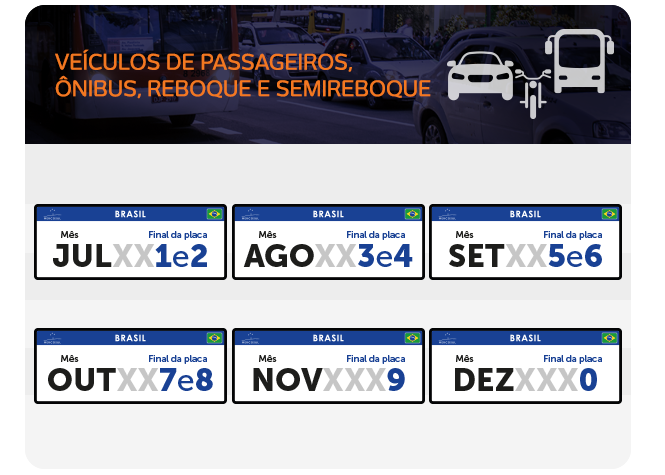 VEÍCULOS DE PASSAGEIROS,
ÔNIBUS, REBOQUE E SEMIREBOQUE
BRASIL
Mês Final da placa
JULXX1e2
BRASIL
Mês Final da placa
AGOXX3e4
BRASIL
Mês Final da placa
SETXX5e6
BRASIL
Mês Final da placa
OUTXX7e8
BRASIL
Mês Final da placa
NOVXXX9
BRASIL
Mês Final da placa
DEZXXX0